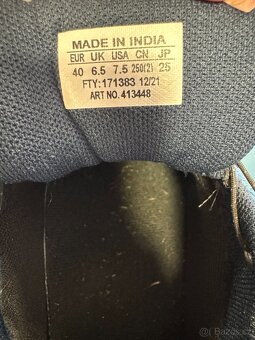 MADE IN INDIA
EUR UK USA CN JP
40 6.5 7.5 250(2) 25
FTY:171383 12/21
ART NO. 413448